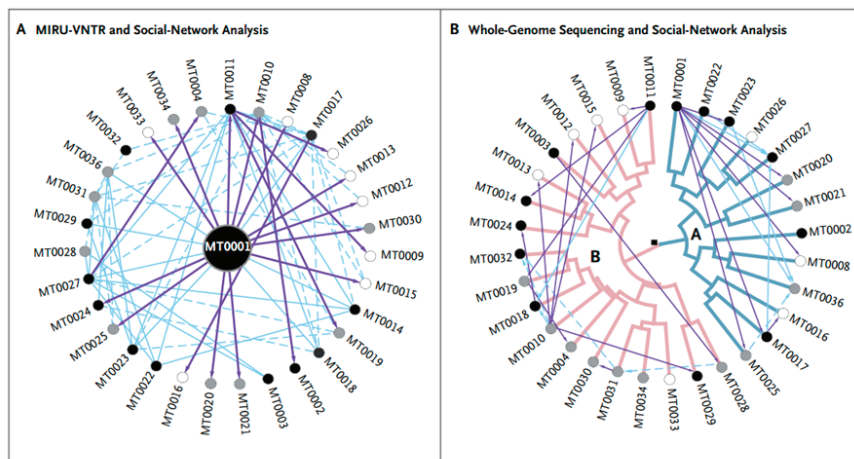 A MIRU-VNTR and Social-Network Analysis
MT0011
MT0010
MT0008
MT0017
MT0026
MT0013
MT0012
MT0030
MT0009
MT0015
MT0014
MT0019
MT0018
MT0002
MT0003
MT0021
MT0020
MT0016
MT0022
MT0023
MT0025
MT0024
MT0027
MT0028
MT0029
MT0031
MT0036
MT0032
MT0033
MT0034
MT0004
MT0001
B Whole-Genome Sequencing and Social-Network Analysis
MT0001
MT0022
MT0023
MT0026
MT0027
MT0020
MT0021
MT0002
MT0008
MT0036
MT0016
MT0017
MT0025
MT0028
MT0029
MT0033
MT0034
MT0031
MT0030
MT0004
MT0010
MT0018
MT0019
MT0032
MT0024
MT0014
MT0013
MT0003
MT0012
MT0015
MT0009
MT0011
A
B